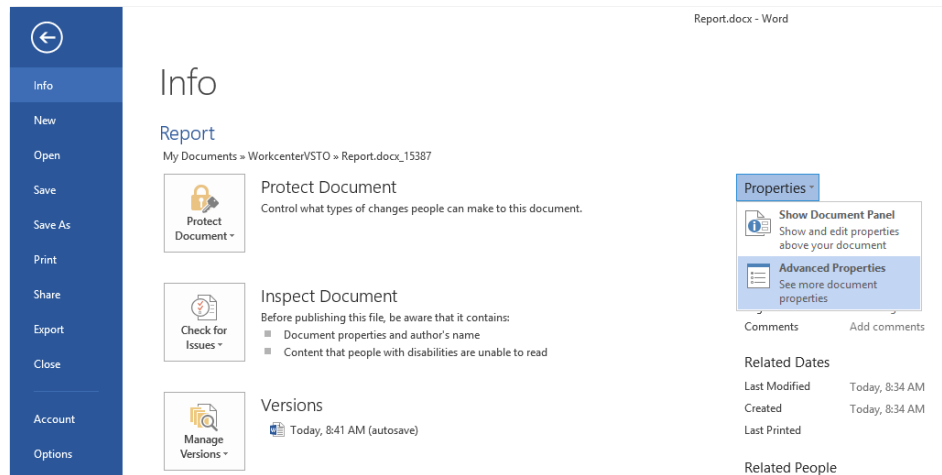 Report.docx - Word
Info
New
Open
Save
Save As
Print
Share
Export
Close
Account
Options
Info
Report
My Documents » WorkcenterVSTO » Report.docx_15387
Protect
Document
Protect Document
Control what types of changes people can make to this document.
Check for
Issues
Inspect Document
Before publishing this file, be aware that it contains:
Document properties and author's name
Content that people with disabilities are unable to read
Manage
Versions
Versions
Today, 8:41 AM (autosave)
Properties
Show Document Panel
Show and edit properties
above your document
Advanced Properties
See more document
properties
Comments Add comments
Related Dates
Last Modified Today, 8:34 AM
Created Today, 8:34 AM
Last Printed
Related People